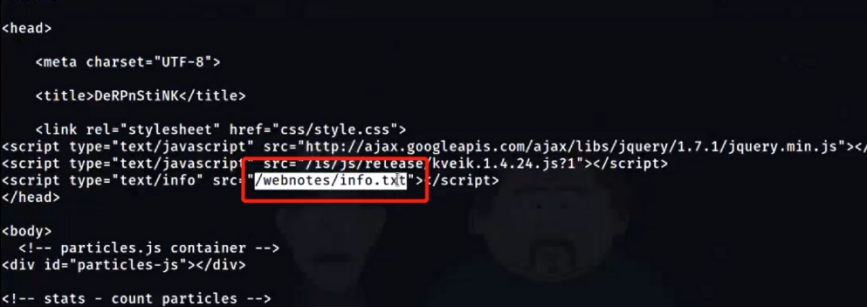 <head>
<meta charset="UTF-8">
<title>DeRPnStiNK</title>
<link rel="stylesheet" href="css/style.css">
<script type="text/javascript" src="http://ajax.googleapis.com/ajax/libs/jquery/1.7.1/jquery.min.js"></
<script type="text/javascript" src="/js/js/release/kveik.1.4.24.js?1"></script>
<script type="text/info" src="/webnotes/info.txt"></script>
</head>
<body>
<!-- particles.js container -->
<div id="particles-js"></div>
<!-- stats - count particles -->